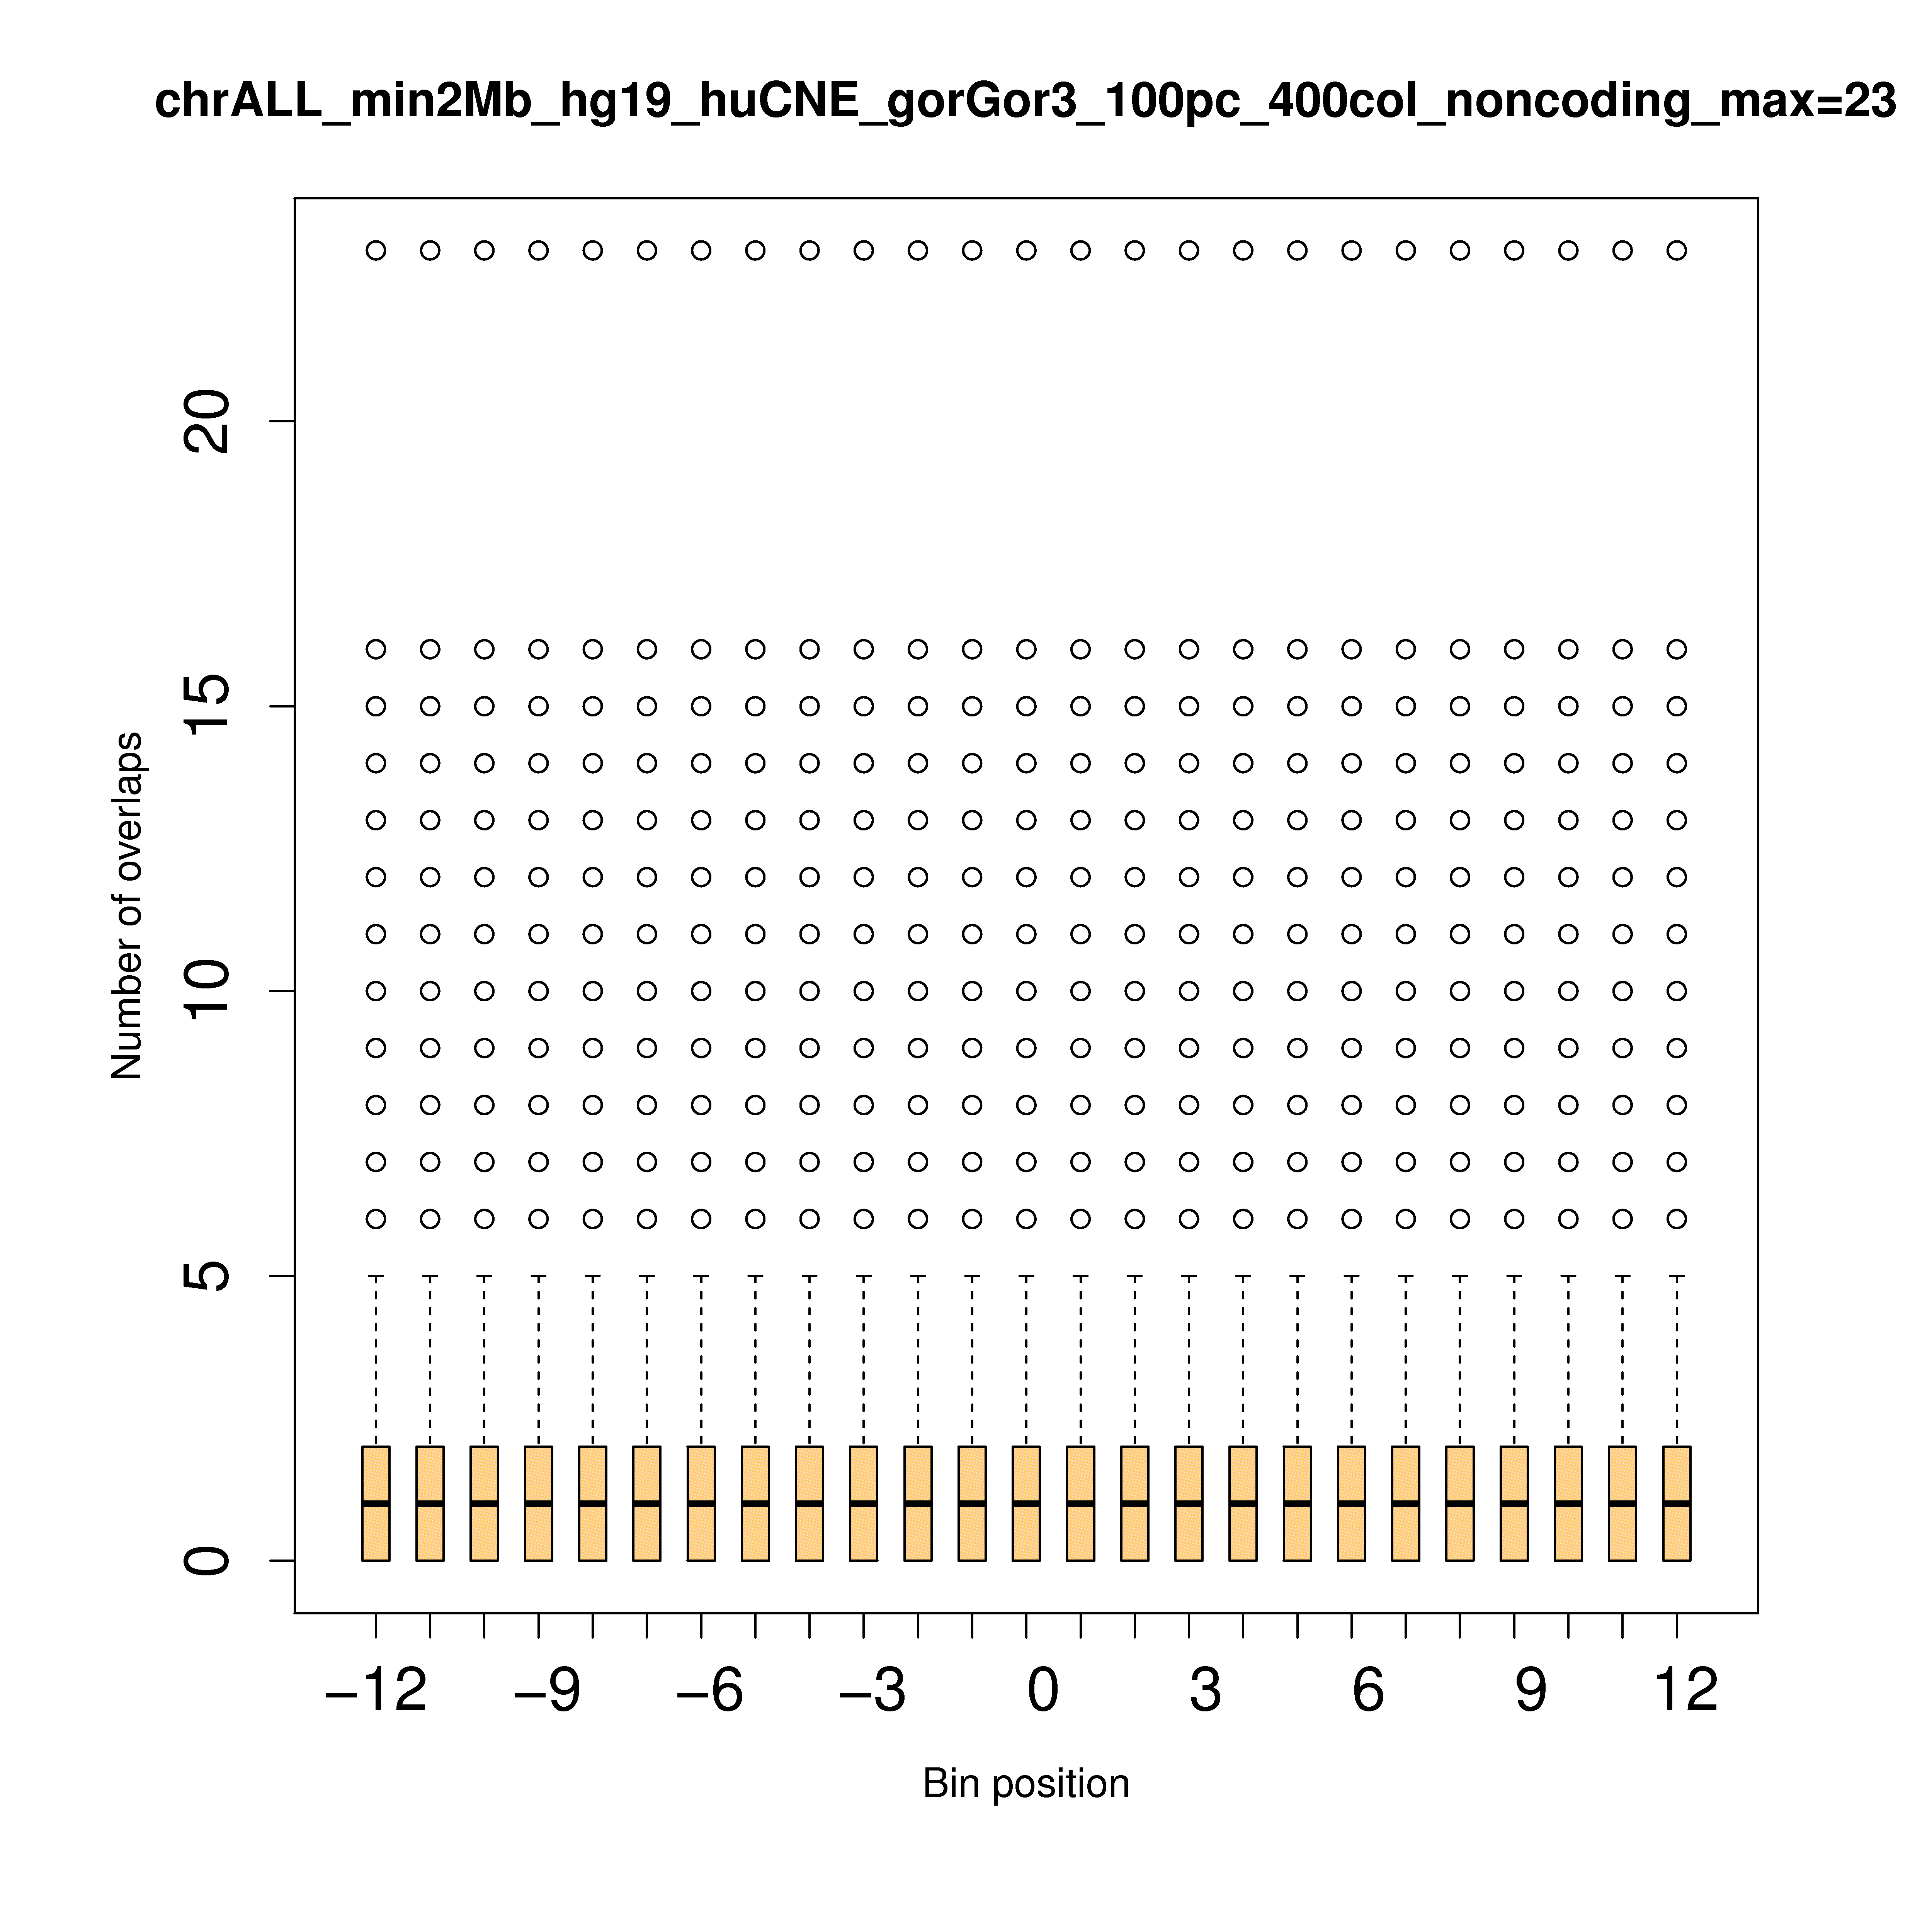 chrALL_min2Mb_hg19_huCNE_gorGor3_100pc_400col_noncoding_max=23
Number of overlaps
20
15
10
5
0
−12 −9 −6 −3 0 3 6 9 12
Bin position